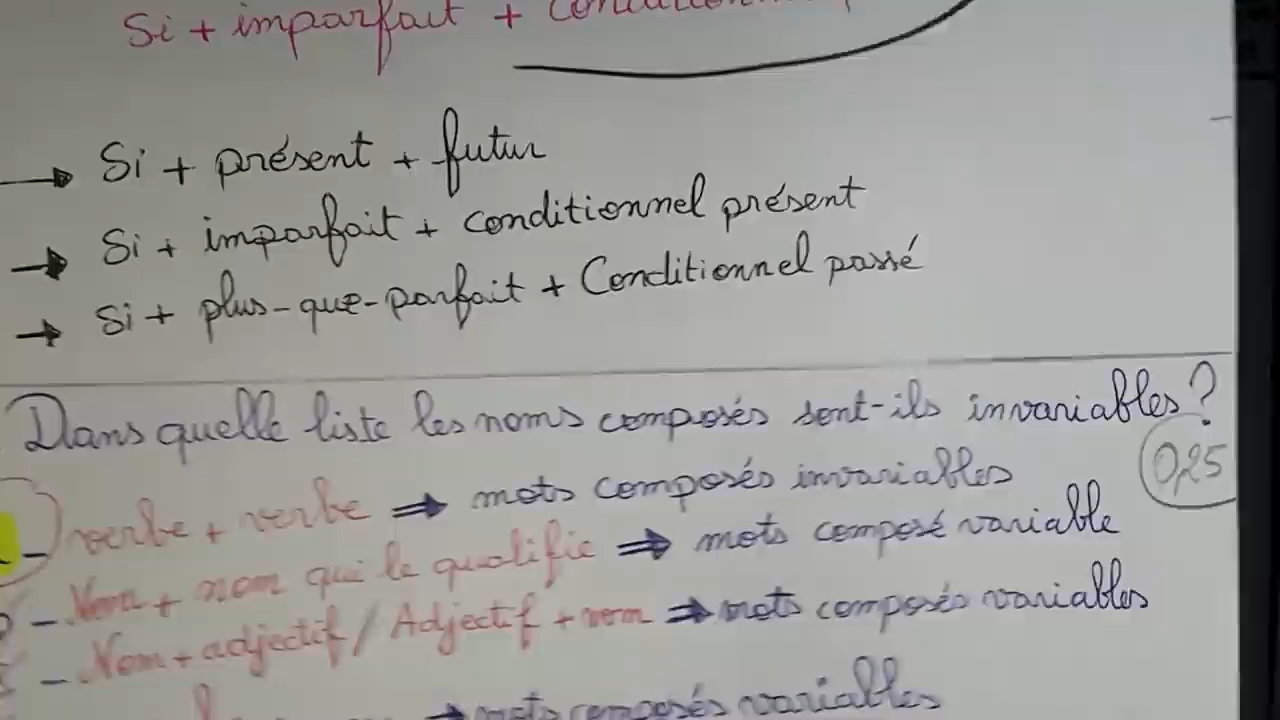 Si + imparfait + Conditionnel
→ Si + présent + futur
→ Si + imparfait + conditionnel présent
→ Si + plus-que-parfait + Conditionnel passé
Dans quelle liste les noms composés sont-ils invariables?
0,25
- verbe + verbe ⇒ mots composés invariables
- Nom + nom qui le qualifie ⇒ mots composé variable
- Nom + adjectif / Adjectif + nom ⇒ mots composés variables
→ mots composés variables